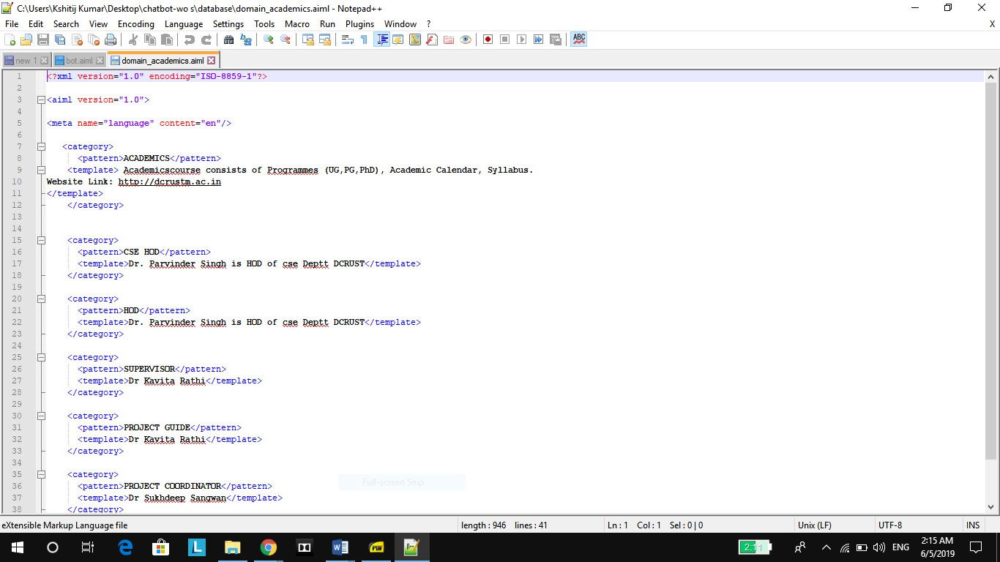 C:\Users\Kshitij Kumar\Desktop\chatbot-wo s\database\domain_academics.aiml - Notepad++
File Edit Search View Encoding Language Settings Tools Macro Run Plugins Window ? X
ABC
new 1 bot.aiml domain_academics.aiml
1 <?xml version="1.0" encoding="ISO-8859-1"?>
2
3 <aiml version="1.0">
4
5 <meta name="language" content="en"/>
6
7 <category>
8 <pattern>ACADEMICS</pattern>
9 <template> Academicscourse consists of Programmes (UG,PG,PhD), Academic Calendar, Syllabus.
10 Website Link: http://dcrustm.ac.in
11 </template>
12 </category>
13
14
15 <category>
16 <pattern>CSE HOD</pattern>
17 <template>Dr. Parvinder Singh is HOD of cse Deptt DCRUST</template>
18 </category>
19
20 <category>
21 <pattern>HOD</pattern>
22 <template>Dr. Parvinder Singh is HOD of cse Deptt DCRUST</template>
23 </category>
24
25 <category>
26 <pattern>SUPERVISOR</pattern>
27 <template>Dr Kavita Rathi</template>
28 </category>
29
30 <category>
31 <pattern>PROJECT GUIDE</pattern>
32 <template>Dr Kavita Rathi</template>
33 </category>
34
35 <category>
36 <pattern>PROJECT COORDINATOR</pattern>
37 <template>Dr Sukhdeep Sangwan</template>
38 </category>
Full-screen Snip
eXtensible Markup Language file length : 946 lines : 41 Ln : 1 Col : 1 Sel : 0 | 0 Unix (LF) UTF-8 INS
L W PDF 2:11 ENG 2:15 AM
6/5/2019